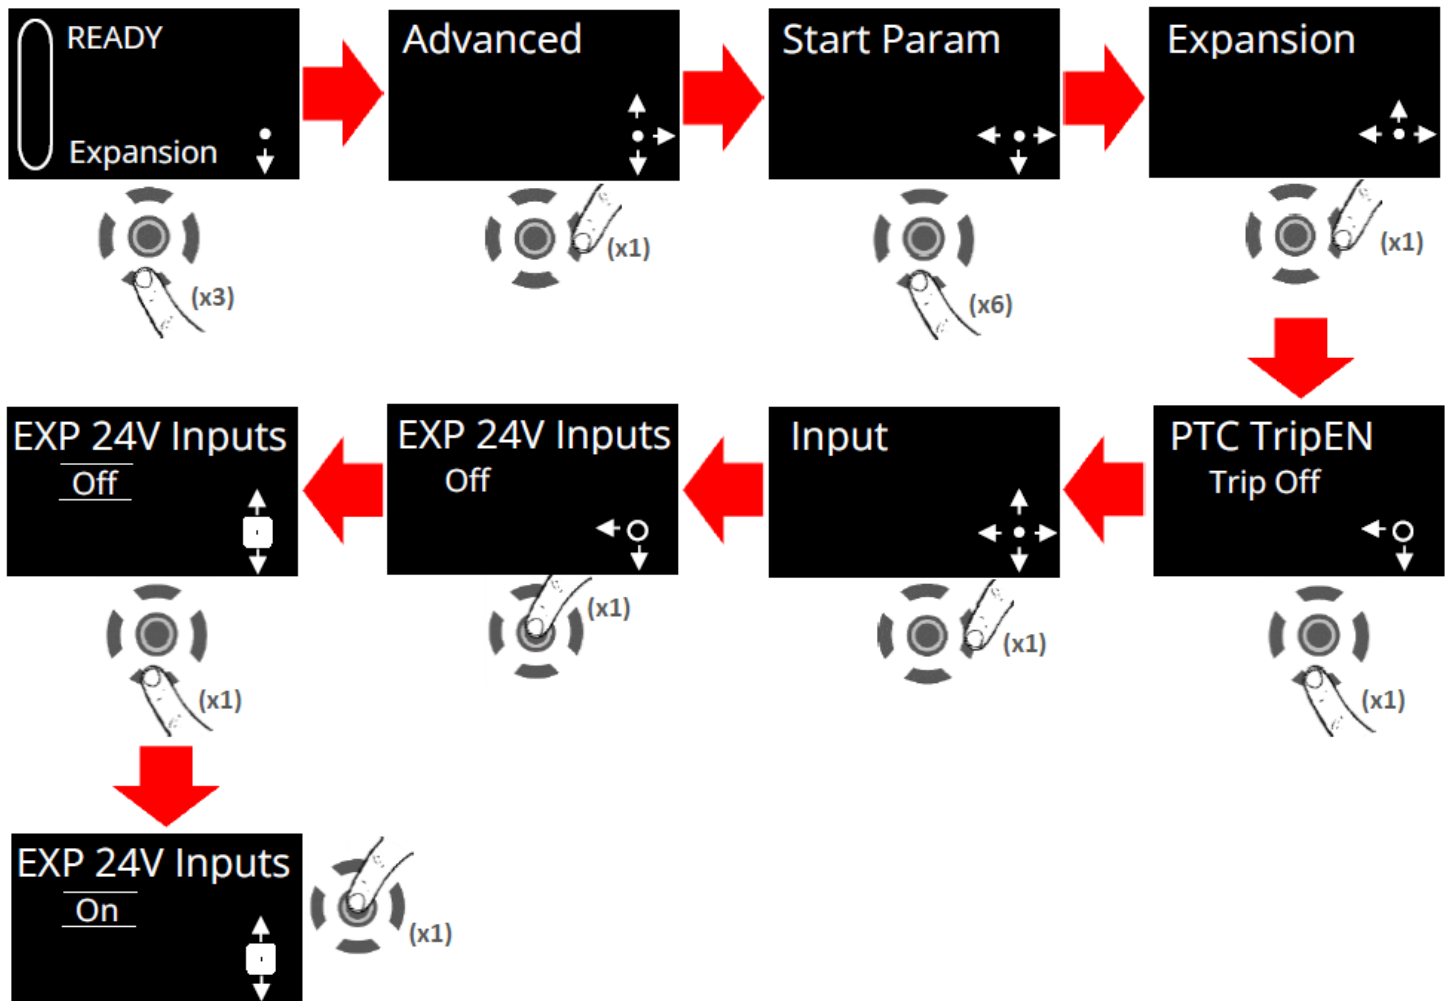 READY
Expansion
(x3)
Advanced
(x1)
Start Param
(x6)
Expansion
(x1)
PTC TripEN
Trip Off
(x1)
Input
(x1)
EXP 24V Inputs
Off
(x1)
EXP 24V Inputs
Off
(x1)
EXP 24V Inputs
On
(x1)